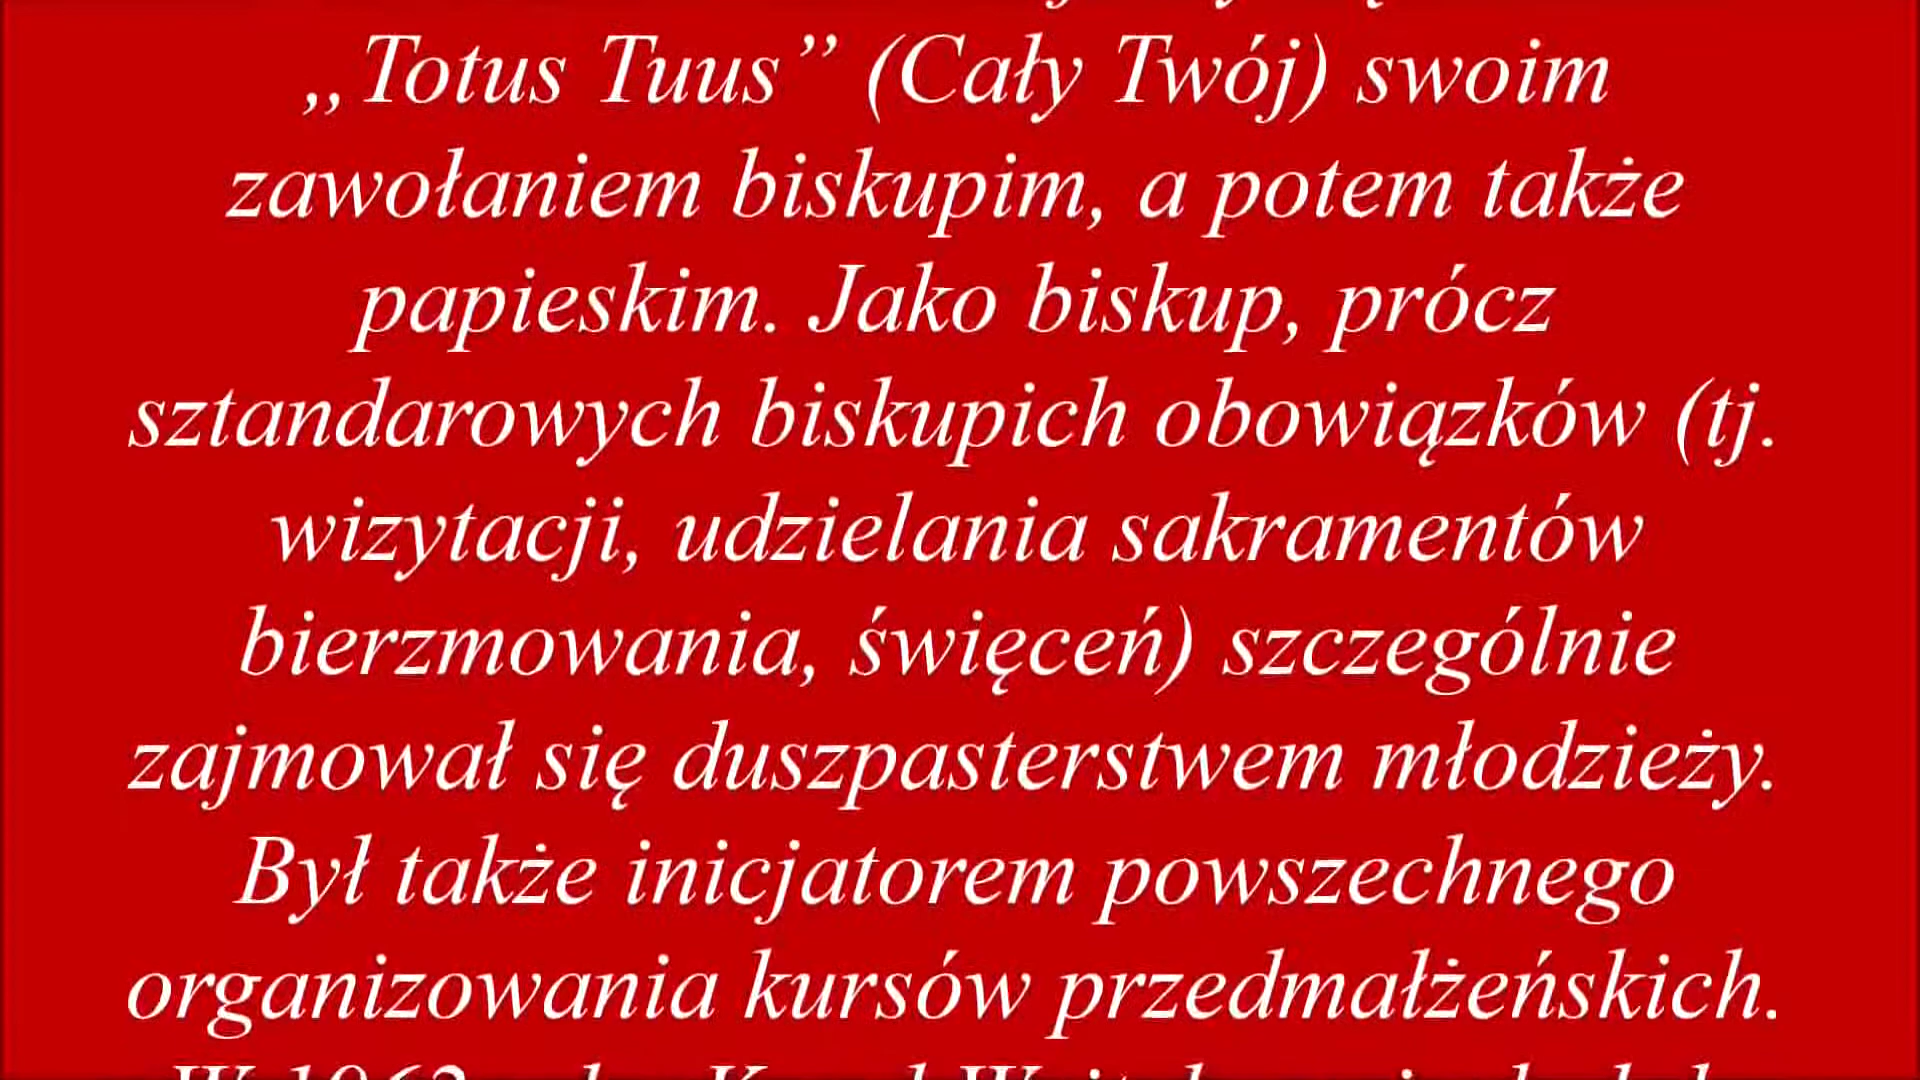 „Totus Tuus” (Cały Twój) swoim
zawołaniem biskupim, a potem także
papieskim. Jako biskup, prócz
sztandarowych biskupich obowiązków (tj.
wizytacji, udzielania sakramentów
bierzmowania, święceń) szczególnie
zajmował się duszpasterstwem młodzieży.
Był także inicjatorem powszechnego
organizowania kursów przedmałżeńskich.